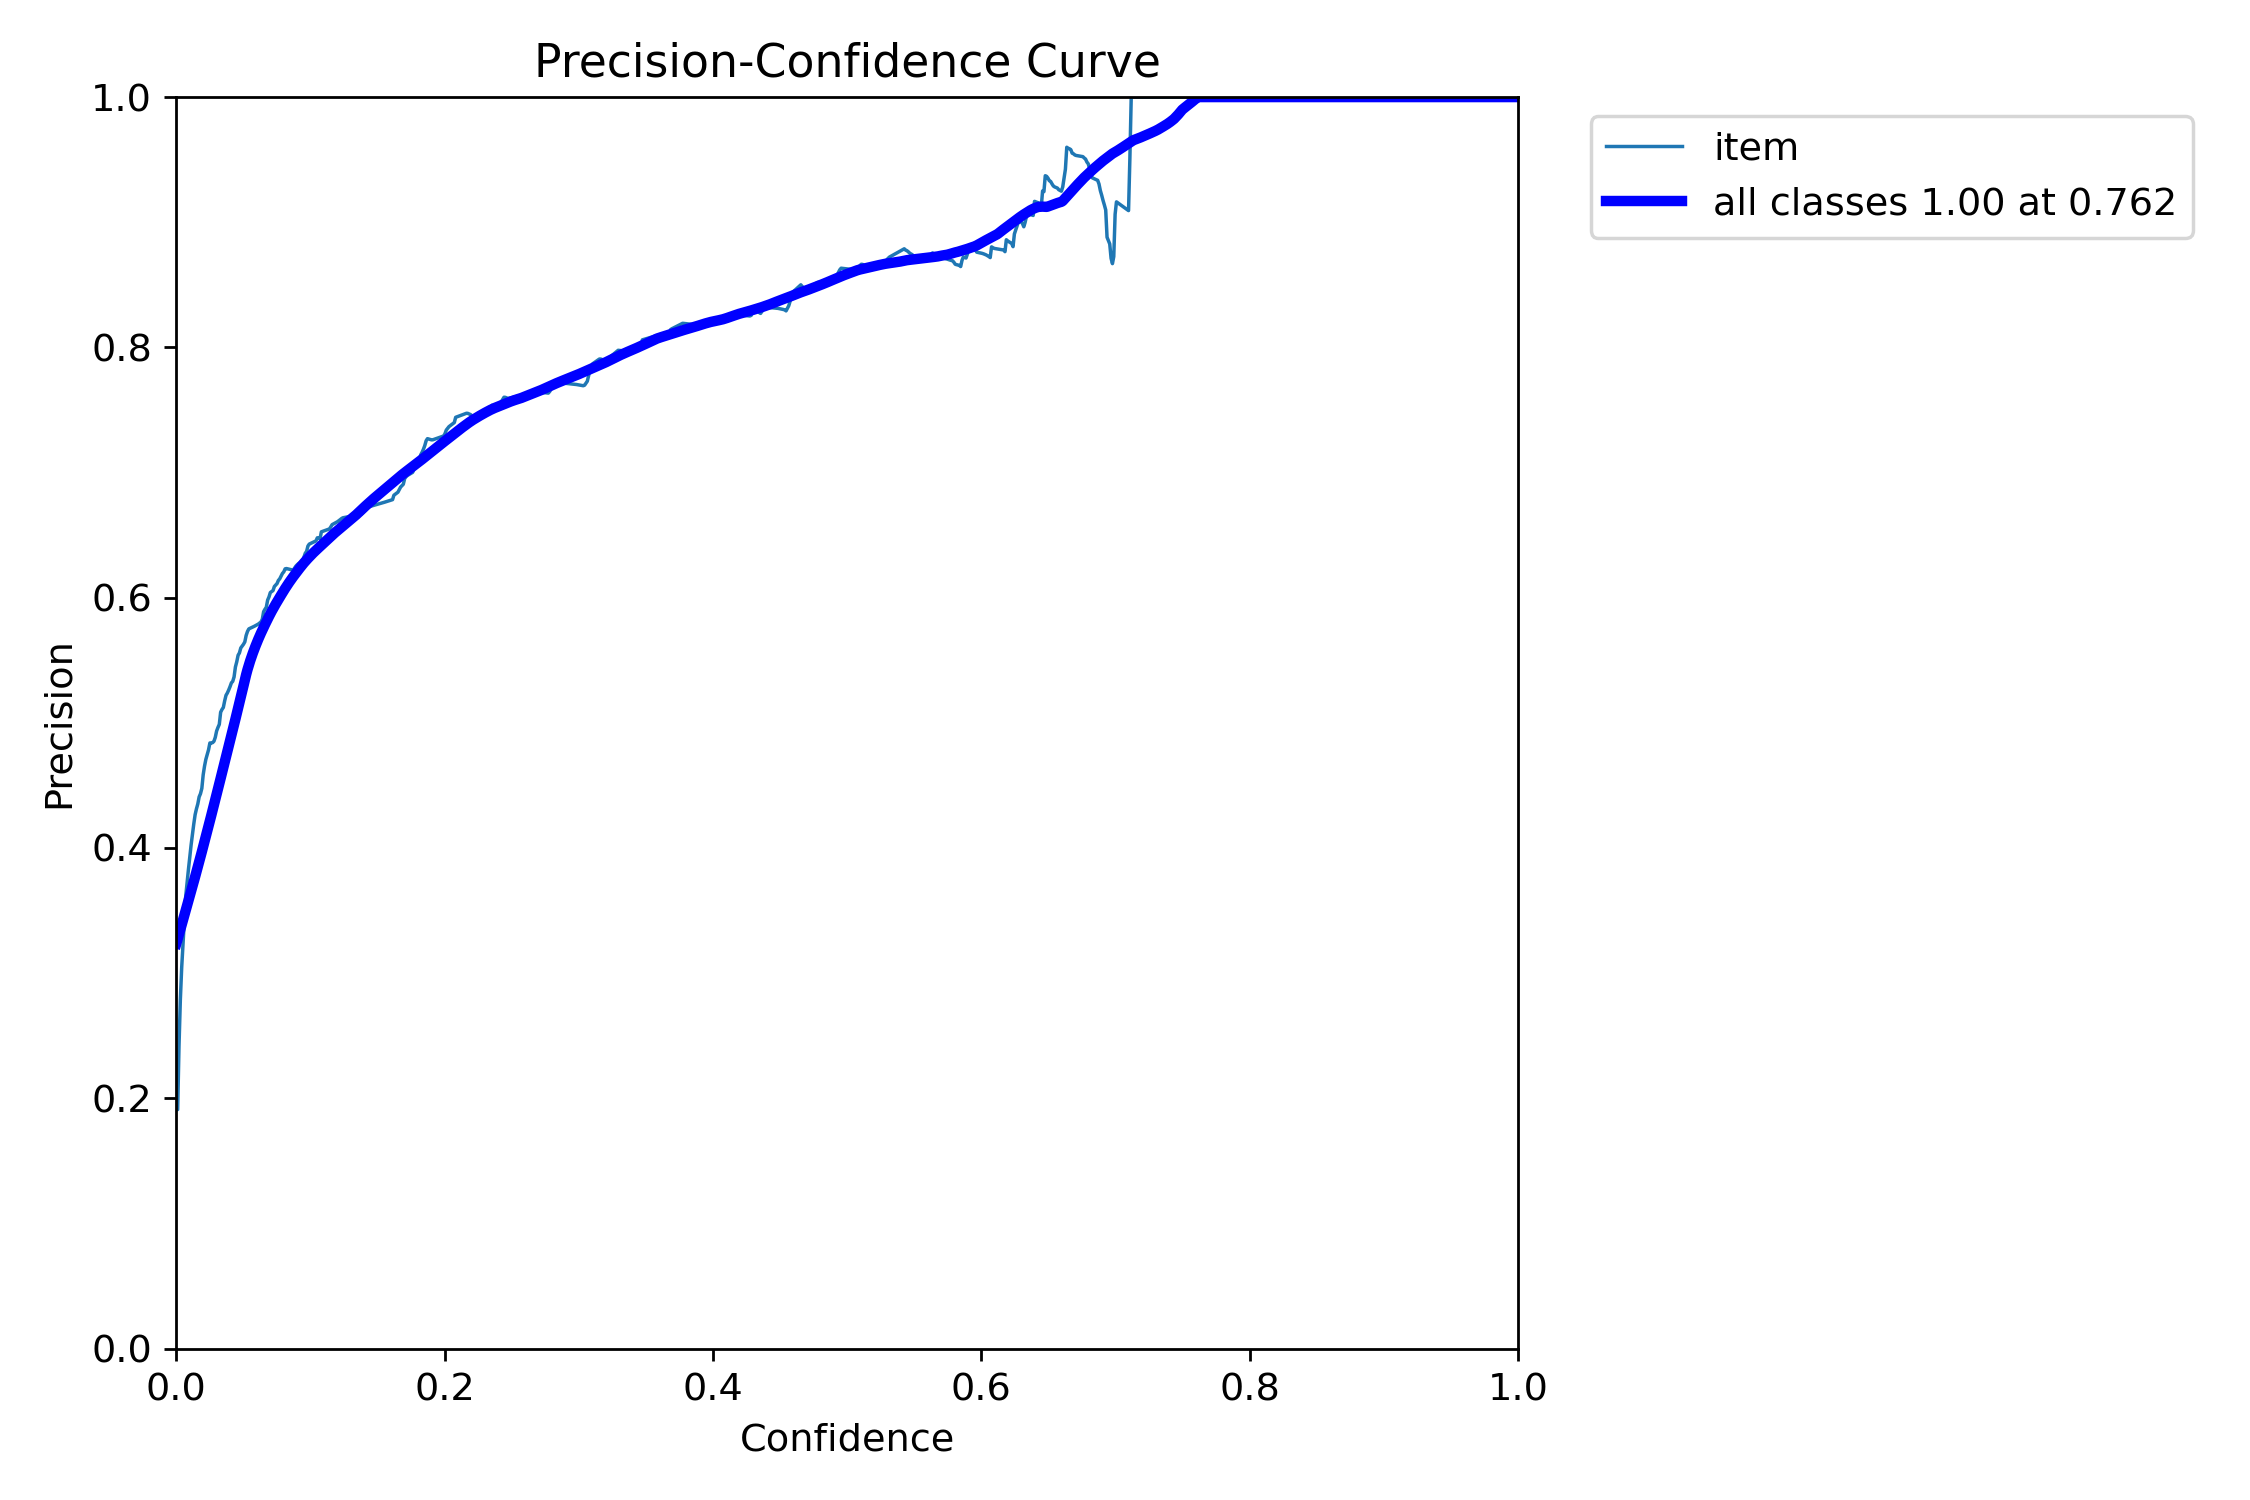 Precision-Confidence Curve
1.0
0.8
0.6
0.4
0.2
0.0
Precision
0.0 0.2 0.4 0.6 0.8 1.0
Confidence
item
all classes 1.00 at 0.762